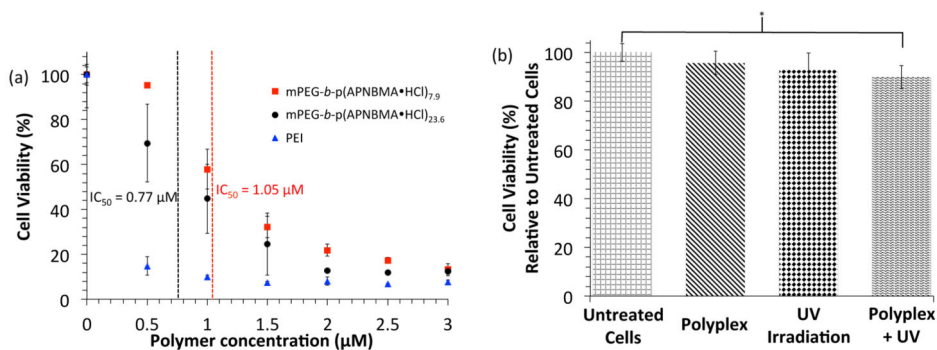 (a)
Cell Viability (%)
100
80
60
40
20
0
0
0.5
1
1.5
2
2.5
3
Polymer concentration (μM)
mPEG-b-p(APNBMA•HCl)7.9
mPEG-b-p(APNBMA•HCl)23.6
PEI
IC50 = 0.77 μM
IC50 = 1.05 μM
(b)
*
Cell Viability (%)
Relative to Untreated Cells
100
80
60
40
20
0
Untreated
Cells
Polyplex
UV
Irradiation
Polyplex
+ UV